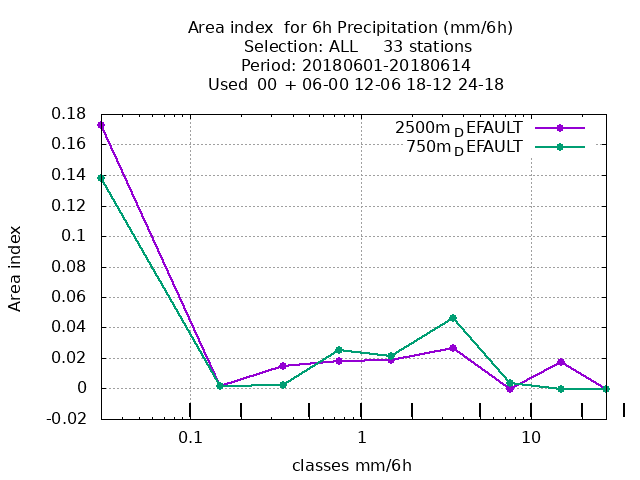 Area index  for 6h Precipitation (mm/6h)
Selection: ALL     33 stations
Period: 20180601-20180614
Used  00  + 06-00 12-06 18-12 24-18
2500m_DEFAULT
750m_DEFAULT
0.18
0.16
0.14
0.12
0.1
0.08
0.06
0.04
0.02
0
-0.02
Area index
0.1 1 10
classes mm/6h